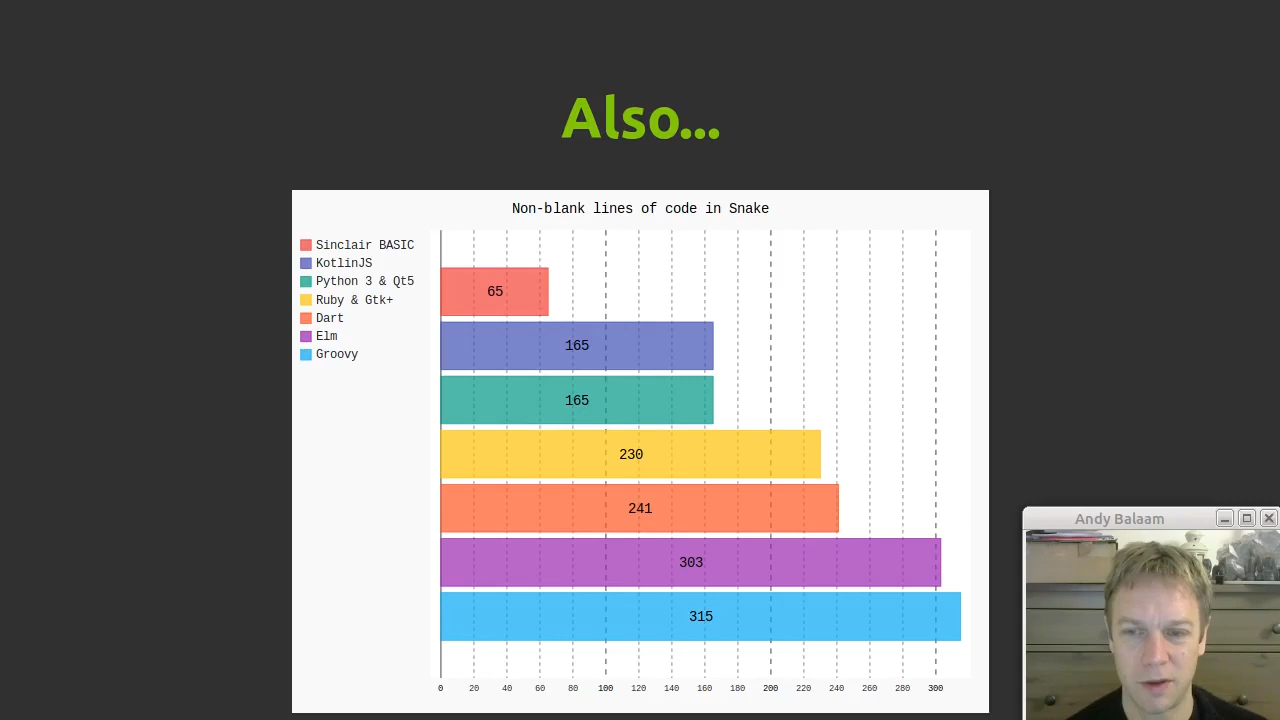 Also...
Non-blank lines of code in Snake
Sinclair BASIC
KotlinJS
Python 3 & Qt5
Ruby & Gtk+
Dart
Elm
Groovy
65
165
165
230
241
303
315
0 20 40 60 80 100 120 140 160 180 200 220 240 260 280 300
Andy Balaam